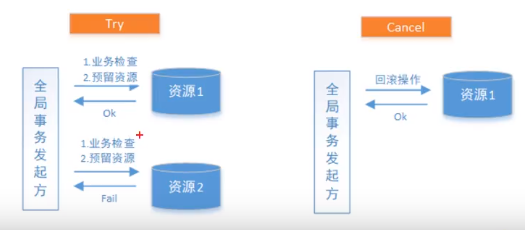 Try
1.业务检查
2.预留资源
全局事务发起方
资源1
Ok
1.业务检查
2.预留资源
资源2
Fail
Cancel
全局事务发起方
回滚操作
资源1
Ok